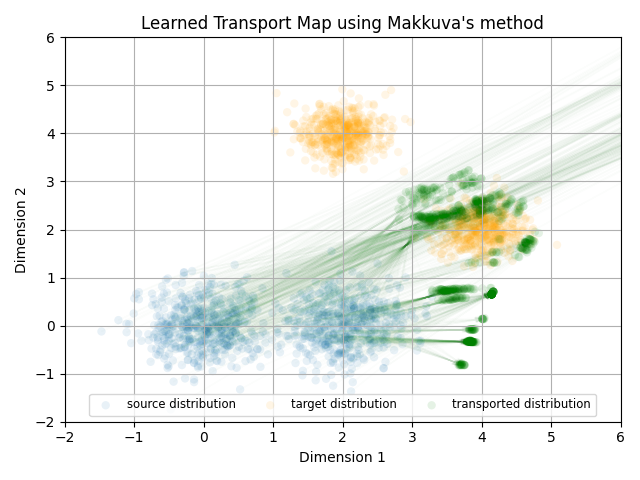 Learned Transport Map using Makkuva's method
6
5
4
3
2
1
0
−1
−2
Dimension 2
source distribution target distribution transported distribution
−2 −1 0 1 2 3 4 5 6
Dimension 1